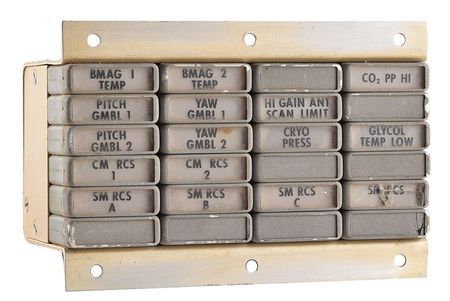 BMAG 1
TEMP
BMAG 2
TEMP
CO₂ PP HI
PITCH
GMBL 1
YAW
GMBL 1
HI GAIN ANT
SCAN LIMIT
PITCH
GMBL 2
YAW
GMBL 2
CRYO
PRESS
GLYCOL
TEMP LOW
CM RCS
1
CM RCS
2
SM RCS
A
SM RCS
B
SM RCS
C
SM RCS